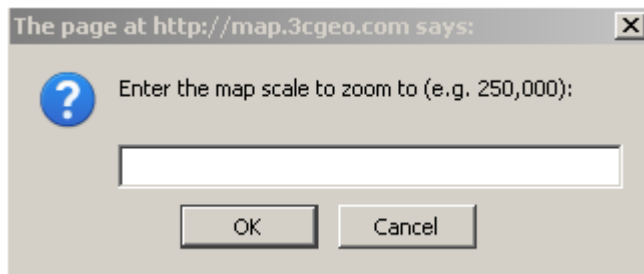 The page at http://map.3cgeo.com says:
Enter the map scale to zoom to (e.g. 250,000):
OK Cancel